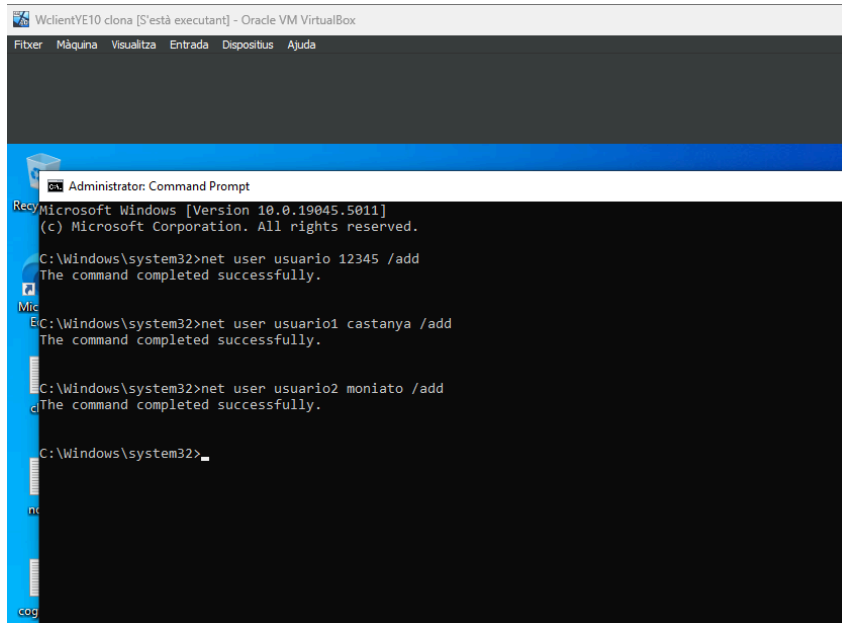 WclientYE10 clona [S'està executant] - Oracle VM VirtualBox
Fitxer Màquina Visualitza Entrada Dispositius Ajuda
Administrator: Command Prompt
Microsoft Windows [Version 10.0.19045.5011]
(c) Microsoft Corporation. All rights reserved.
C:\Windows\system32>net user usuario 12345 /add
The command completed successfully.
C:\Windows\system32>net user usuario1 castanya /add
The command completed successfully.
C:\Windows\system32>net user usuario2 moniato /add
The command completed successfully.
C:\Windows\system32>